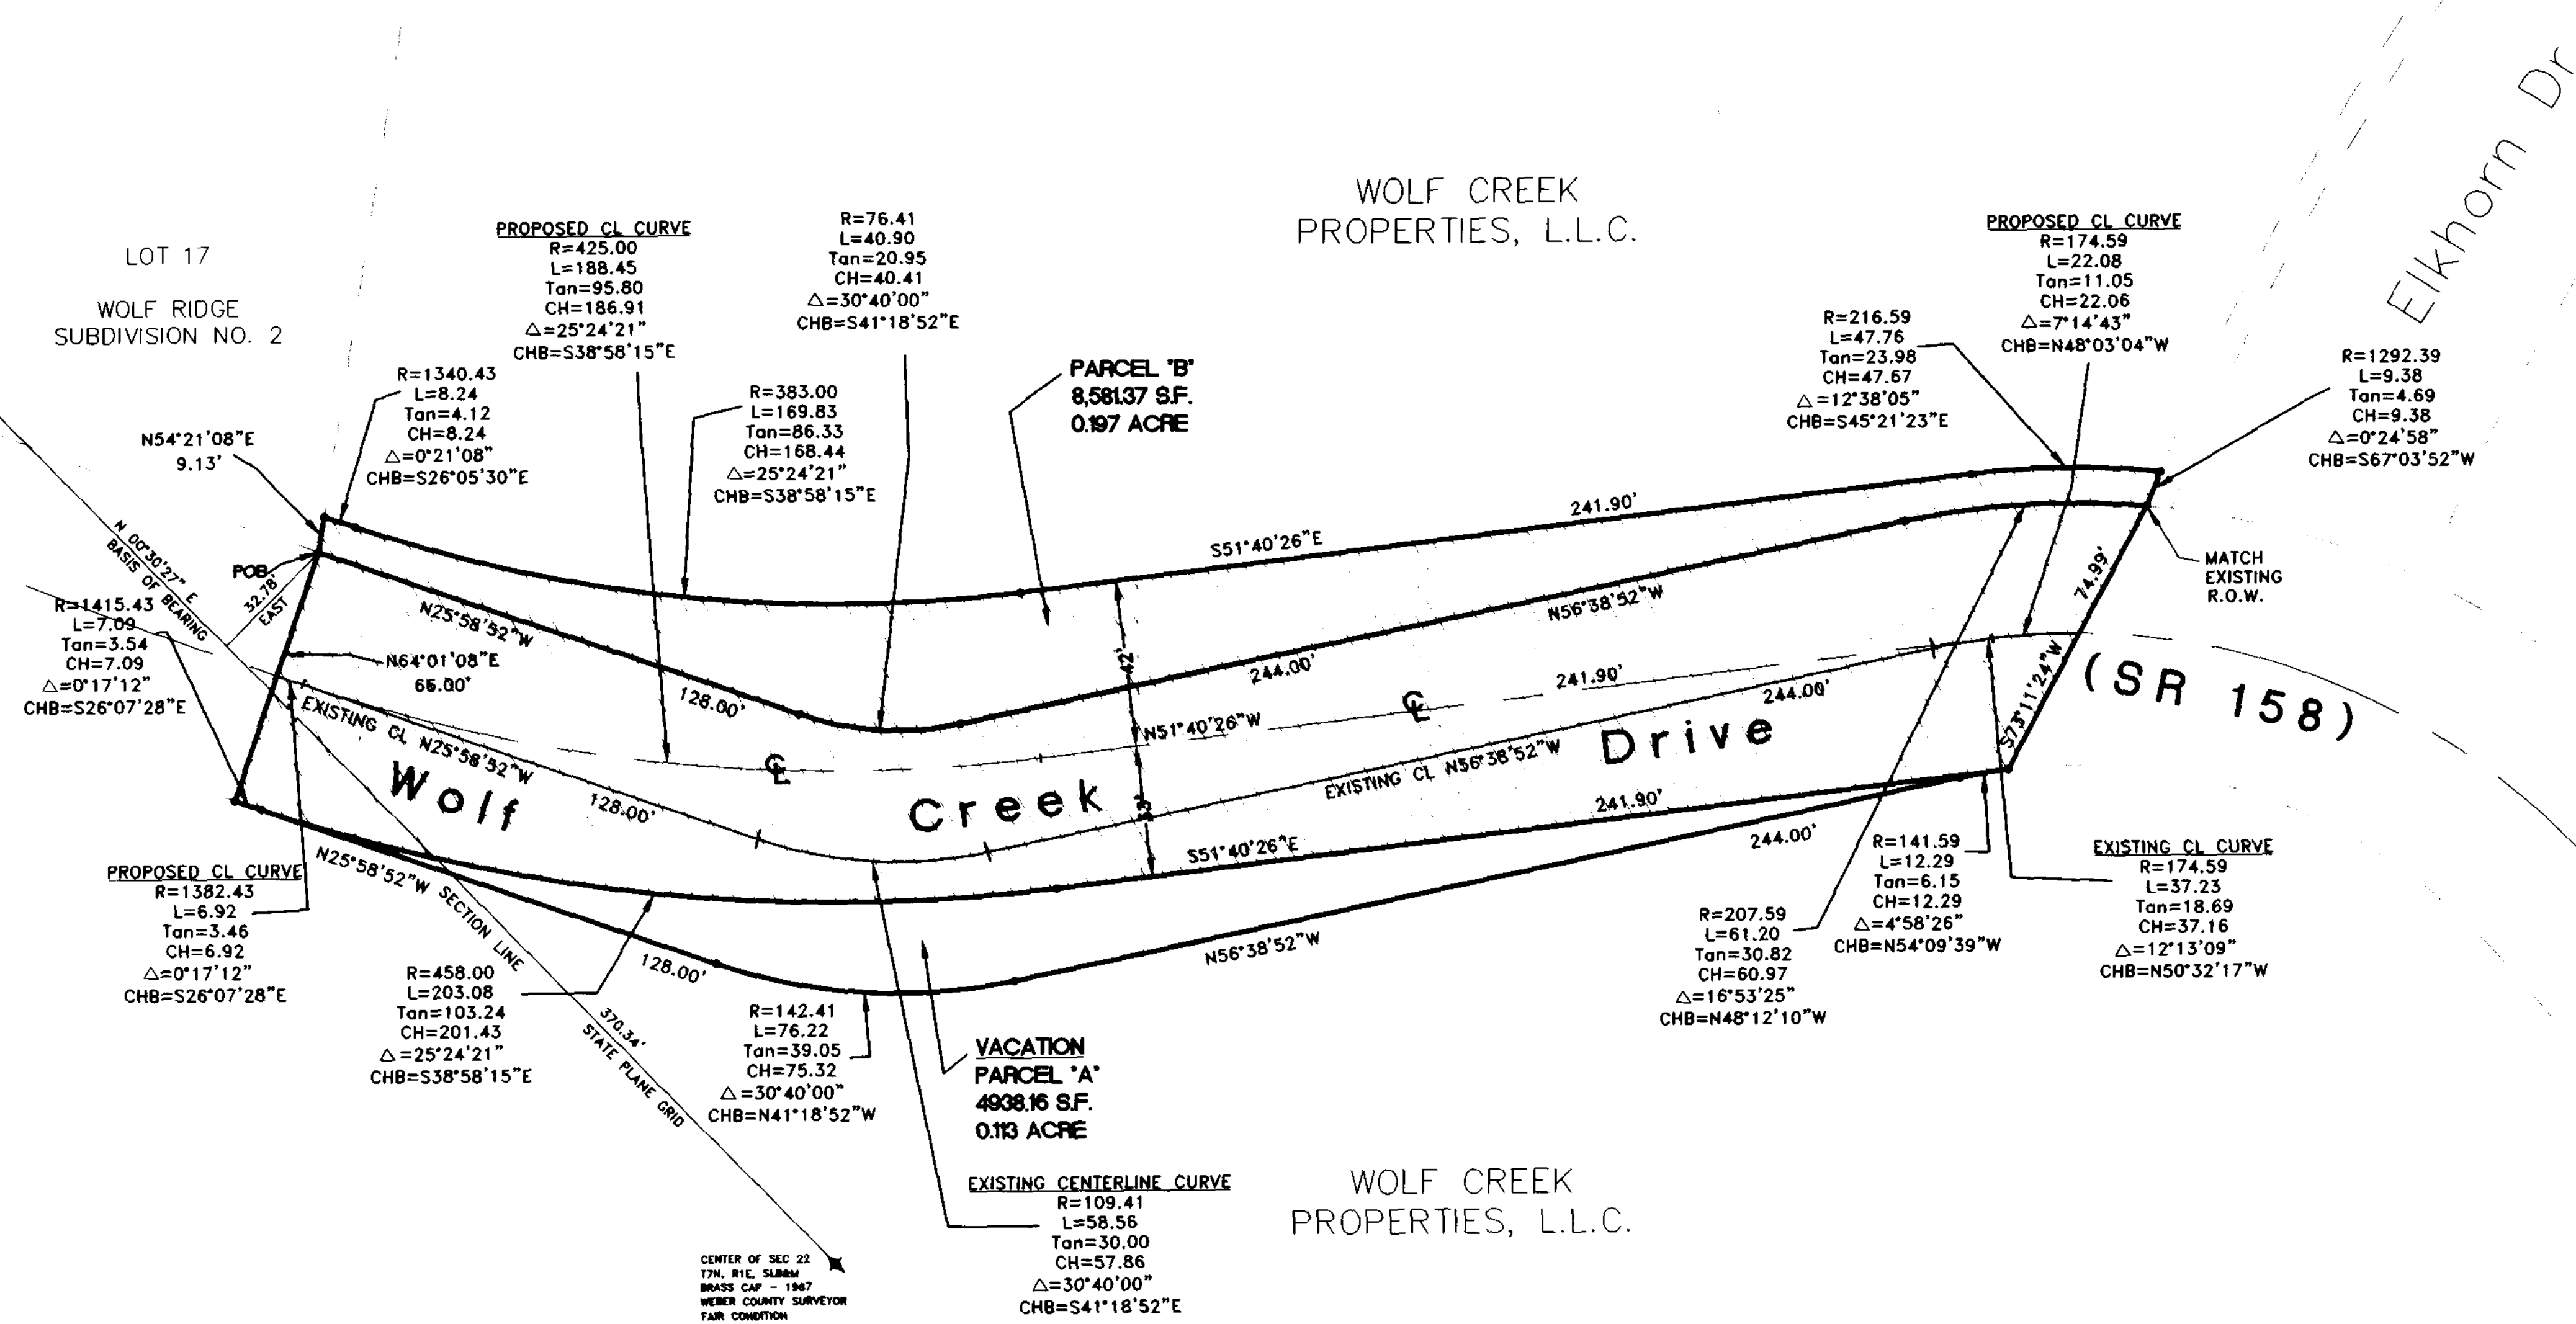 WOLF CREEK
PROPERTIES, L.L.C.
Elkhorn Dr
LOT 17
WOLF RIDGE
SUBDIVISION NO. 2
PROPOSED CL CURVE
R=425.00
L=188.45
Tan=95.80
CH=186.91
△=25°24'21"
CHB=S38°58'15"E
R=76.41
L=40.90
Tan=20.95
CH=40.41
△=30°40'00"
CHB=S41°18'52"E
PROPOSED CL CURVE
R=174.59
L=22.08
Tan=11.05
CH=22.06
△=7°14'43"
CHB=N48°03'04"W
R=216.59
L=47.76
Tan=23.98
CH=47.67
△=12°38'05"
CHB=S45°21'23"E
R=1292.39
L=9.38
Tan=4.69
CH=9.38
△=0°24'58"
CHB=S67°03'52"W
R=1340.43
L=8.24
Tan=4.12
CH=8.24
△=0°21'08"
CHB=S26°05'30"E
R=383.00
L=169.83
Tan=86.33
CH=168.44
△=25°24'21"
CHB=S38°58'15"E
PARCEL "B"
8,581.37 S.F.
0.197 ACRE
N54°21'08"E
9.13'
N 00°30'27" E
BASIS OF BEARING
POB
32.78'
EAST
R=1415.43
L=7.09
Tan=3.54
CH=7.09
△=0°17'12"
CHB=S26°07'28"E
N25°58'52"W
128.00'
N64°01'08"E
66.00'
S51°40'26"E
241.90'
N56°38'52"W
244.00'
MATCH
EXISTING
R.O.W.
74.99'
S73°11'24"W
42'
33'
N51°40'26"W
241.90'
EXISTING CL N25°58'52"W
128.00'
EXISTING CL N56°38'52"W
244.00'
CL
CL
Wolf Creek Drive
(SR 158)
S51°40'26"E
241.90'
244.00'
N56°38'52"W
N25°58'52"W
128.00'
SECTION LINE
370.34'
STATE PLANE GRID
PROPOSED CL CURVE
R=1382.43
L=6.92
Tan=3.46
CH=6.92
△=0°17'12"
CHB=S26°07'28"E
R=458.00
L=203.08
Tan=103.24
CH=201.43
△=25°24'21"
CHB=S38°58'15"E
R=142.41
L=76.22
Tan=39.05
CH=75.32
△=30°40'00"
CHB=N41°18'52"W
VACATION
PARCEL "A"
4938.16 S.F.
0.113 ACRE
R=141.59
L=12.29
Tan=6.15
CH=12.29
△=4°58'26"
CHB=N54°09'39"W
EXISTING CL CURVE
R=174.59
L=37.23
Tan=18.69
CH=37.16
△=12°13'09"
CHB=N50°32'17"W
R=207.59
L=61.20
Tan=30.82
CH=60.97
△=16°53'25"
CHB=N48°12'10"W
EXISTING CENTERLINE CURVE
R=109.41
L=58.56
Tan=30.00
CH=57.86
△=30°40'00"
CHB=S41°18'52"E
WOLF CREEK
PROPERTIES, L.L.C.
CENTER OF SEC 22
T7N, R1E, SLB&M
BRASS CAP - 1967
WEBER COUNTY SURVEYOR
FAIR CONDITION